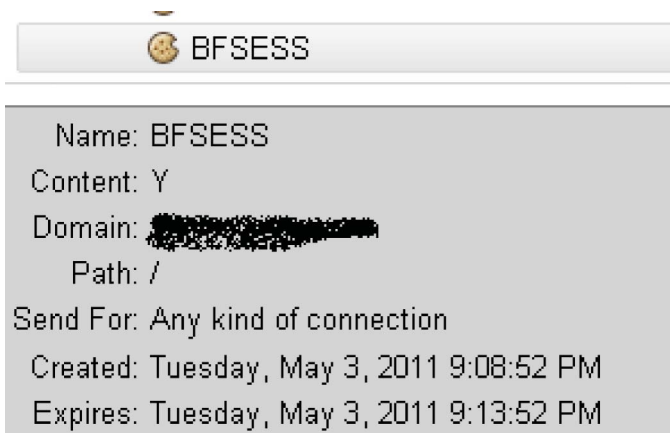 BFSESS
Name: BFSESS
Content: Y
Domain:
Path: /
Send For: Any kind of connection
Created: Tuesday, May 3, 2011 9:08:52 PM
Expires: Tuesday, May 3, 2011 9:13:52 PM